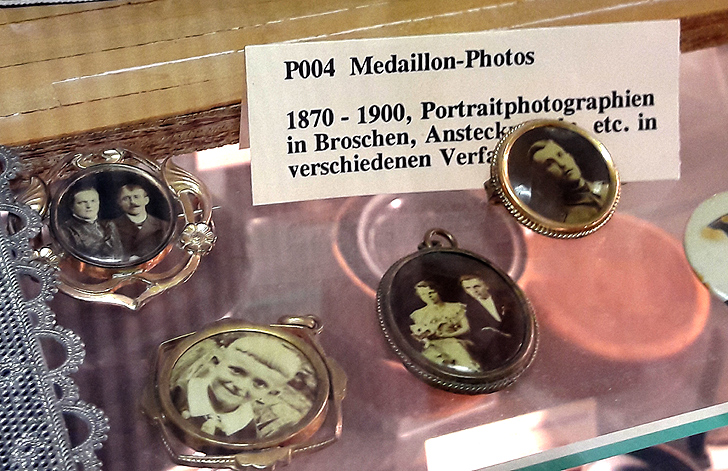 P004 Medaillon-Photos
1870 - 1900, Portraitphotographien
in Broschen, etc. in
verschiedenen